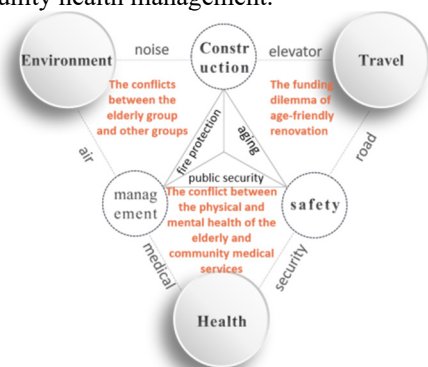 unity health management.
noise
Constr
uction
elevator
Environment
Travel
The conflicts
between the
elderly group
and other groups
The funding
dilemma of
age-friendly
renovation
air
fire protection
aging
road
public security
manag
ement
safety
The conflict between
the physical and
mental health of the
elderly and
community medical
services
medical
security
Health